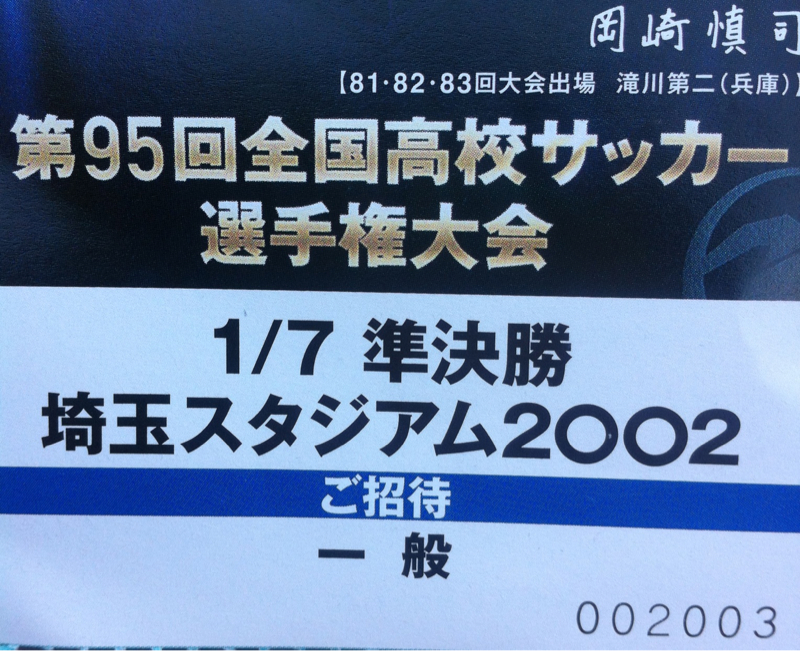 岡崎慎司
【81・82・83回大会出場 滝川第二(兵庫)】
第95回全国高校サッカー
選手権大会
1/7 準決勝
埼玉スタジアム2002
ご招待
一般
002003